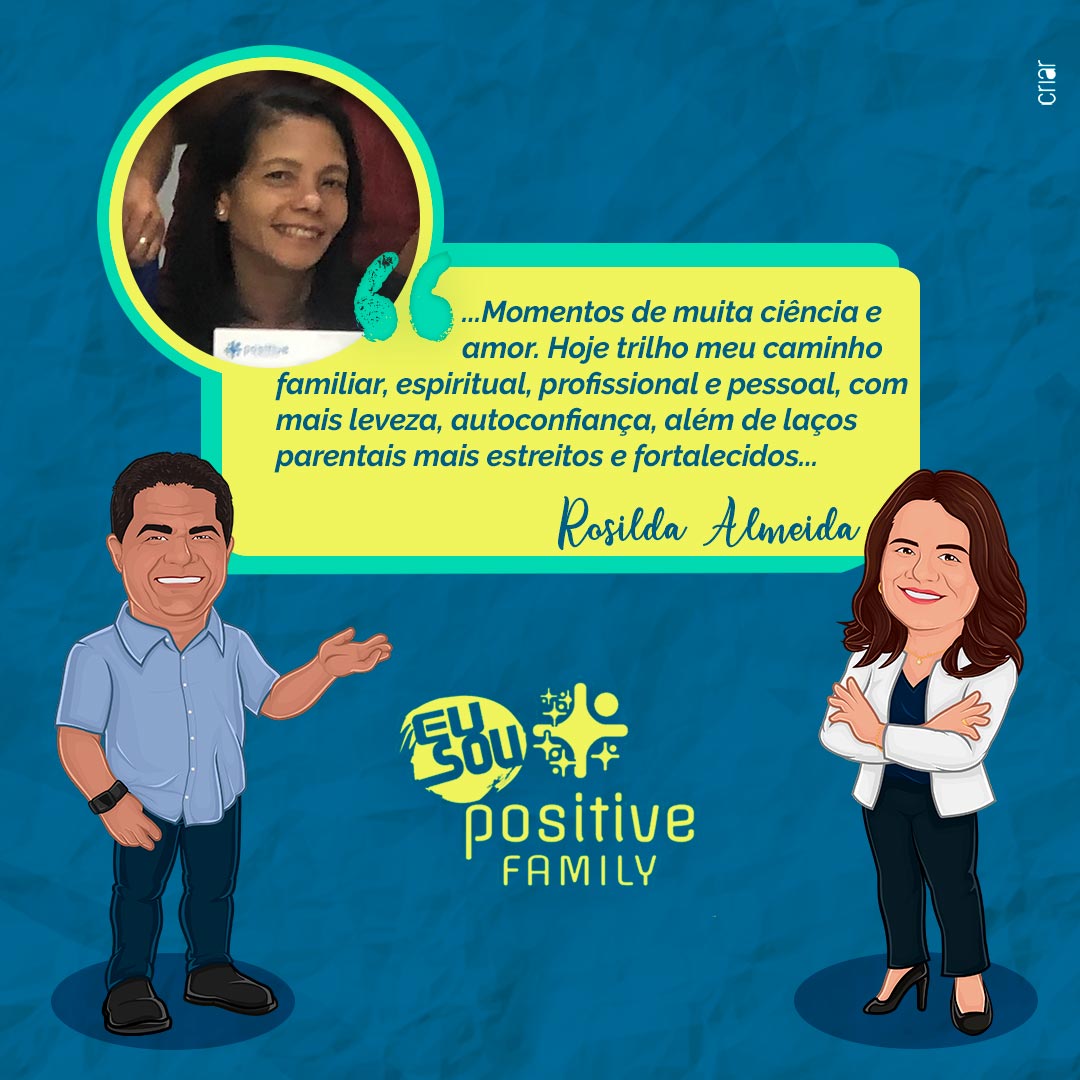 criar
positive
...Momentos de muita ciência e
amor. Hoje trilho meu caminho
familiar, espiritual, profissional e pessoal, com
mais leveza, autoconfiança, além de laços
parentais mais estreitos e fortalecidos...
Rosilda Almeida
EU
SOU
positive
FAMILY